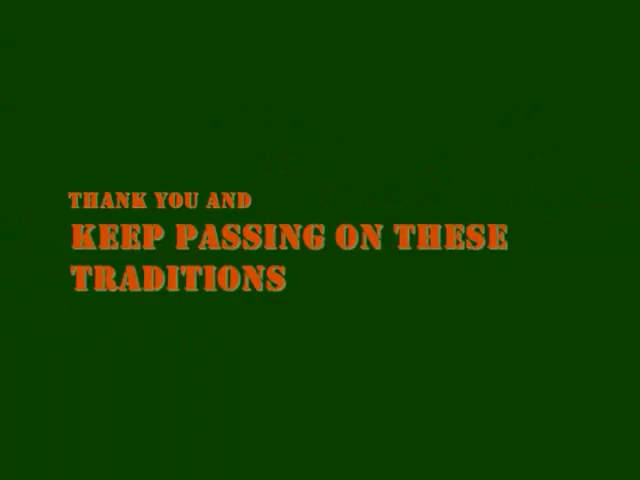 THANK YOU AND
KEEP PASSING ON THESE
TRADITIONS